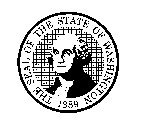 THE SEAL OF THE STATE OF WASHINGTON
1889